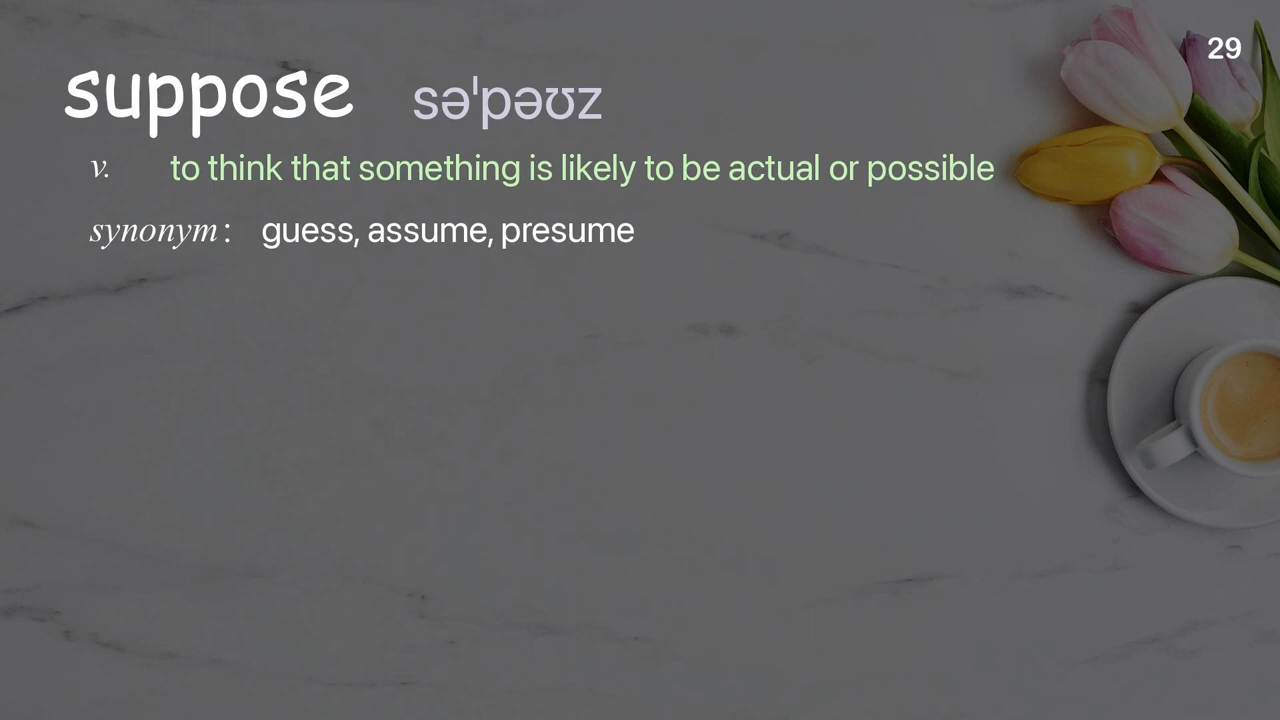 29
suppose səˈpəʊz
v. to think that something is likely to be actual or possible
synonym : guess, assume, presume